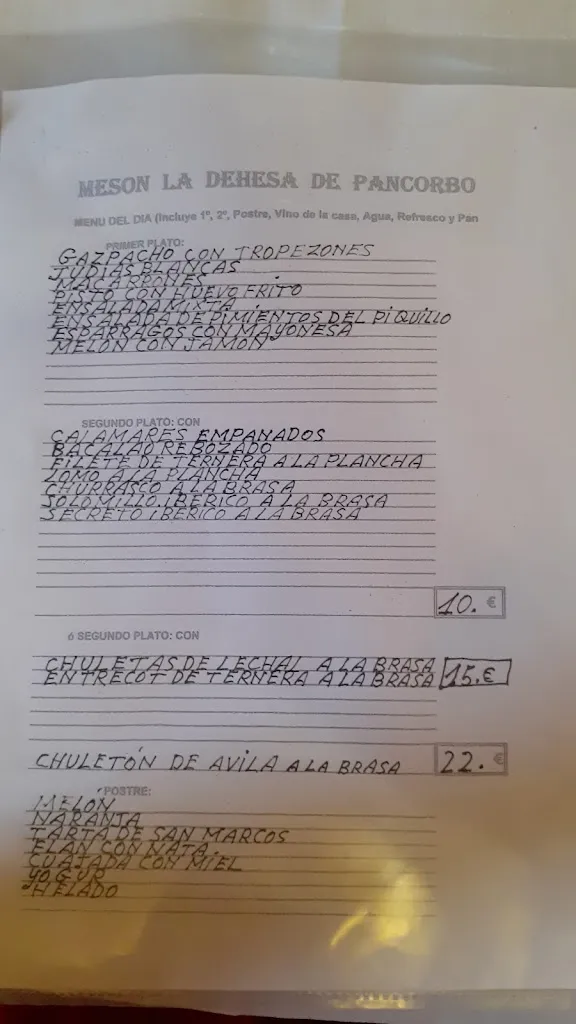 MESON LA DEHESA DE PANCORBO
MENU DEL DIA (Incluye 1º, 2º, Postre, Vino de la casa, Agua, Refresco y Pan
PRIMER PLATO:
GAZPACHO CON TROPEZONES
JUDIAS BLANCAS
MACARRONES
PISTO CON HUEVO FRITO
ENSALADA MIXTA
ENSALADA DE PIMIENTOS DEL PIQUILLO
ESPARRAGOS CON MAYONESA
MELON CON JAMON
SEGUNDO PLATO: CON
CALAMARES EMPANADOS
BACALAO REBOZADO
FILETE DE TERNERA A LA PLANCHA
LOMO A LA PLANCHA
CHURRASCO A LA BRASA
SOLOMILLO IBERICO A LA BRASA
SECRETO IBERICO A LA BRASA
10. €
ó SEGUNDO PLATO: CON
CHULETAS DE LECHAL A LA BRASA 15.€
ENTRECOT DE TERNERA A LA BRASA
CHULETÓN DE AVILA A LA BRASA 22. €
POSTRE:
MELÓN
NARANJA
TARTA DE SAN MARCOS
FLAN CON NATA
CUAJADA CON MIEL
YOGUR
HELADO